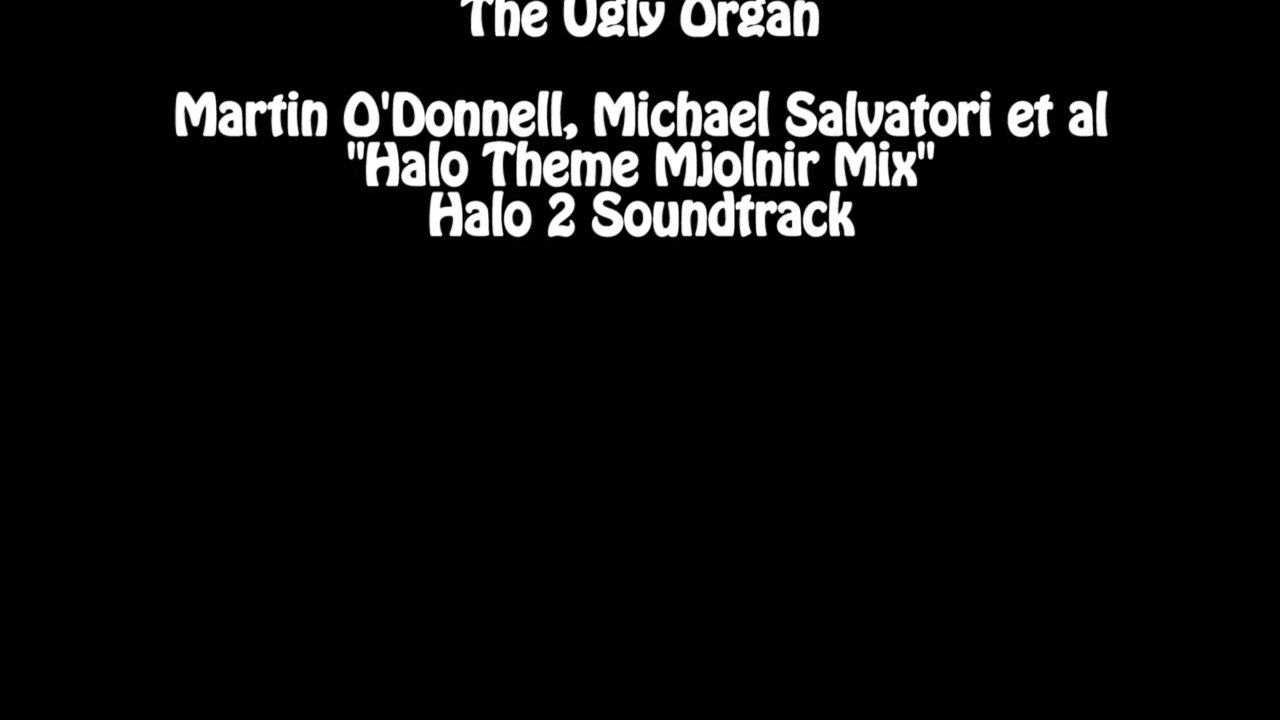 The Ugly Organ
Martin O'Donnell, Michael Salvatori et al
"Halo Theme Mjolnir Mix"
Halo 2 Soundtrack